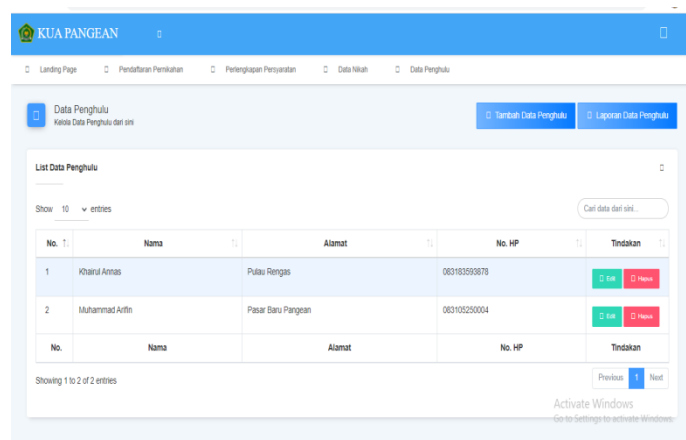 KUA PANGEAN
Landing Page Pendaftaran Pernikahan Perlengkapan Persyaratan Data Nikah Data Penghulu
Data Penghulu
Kelola Data Penghulu dari sini
Tambah Data Penghulu Laporan Data Penghulu
List Data Penghulu
Show 10 entries
Cari data dari sini...
No. Nama Alamat No. HP Tindakan
1 Khairul Annas Pulau Rengas 083183593878 Edit Hapus
2 Muhammad Arifin Pasar Baru Pangean 083105250004 Edit Hapus
No. Nama Alamat No. HP Tindakan
Showing 1 to 2 of 2 entries
Previous 1 Next
Activate Windows
Go to Settings to activate Windows.